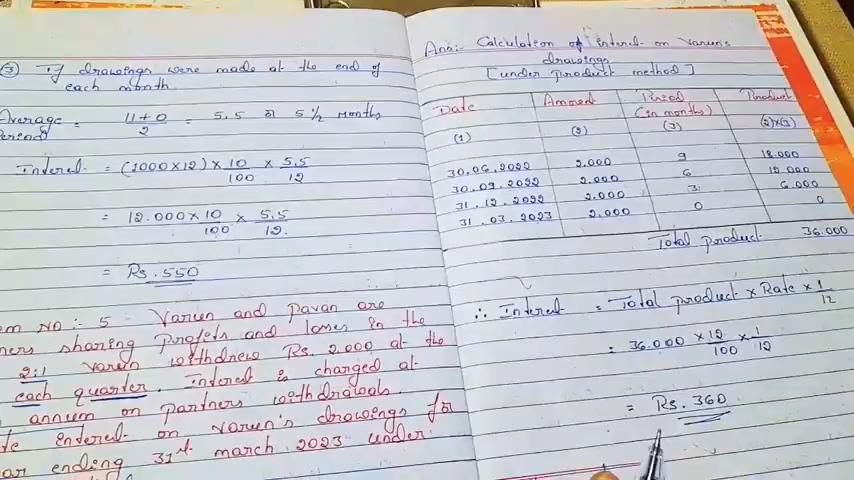 ③ If drawings were made at the end of
each month.
Average Period = 11+0/2 = 5.5 or 5 1/2 months
Interest = (1000×12) × 10/100 × 5.5/12
= 12.000 × 10/100 × 5.5/12.
= Rs. 550
No :- 5 Varun and Pavan are
sharing profits and losses in the
2:1 Varun withdrew Rs. 2.000 at the
each quarter. Interest is charged at
annum on partners withdrawals.
interest on Varun's drawings for
ending 31st march 2023 under
Ans:- Calculation of interest on Varun's
drawings
[under product method]
Date Amount Period (in months) Product
(1) (2) (3) (2)×(3)
30.06.2022 2.000 9 18.000
30.09.2022 2.000 6 12.000
31.12.2022 2.000 3 6.000
31.03.2023 2.000 0 0
Total product 36.000
∴ Interest = Total product × Rate × 1/12
= 36.000 × 12/100 × 1/12
= Rs. 360